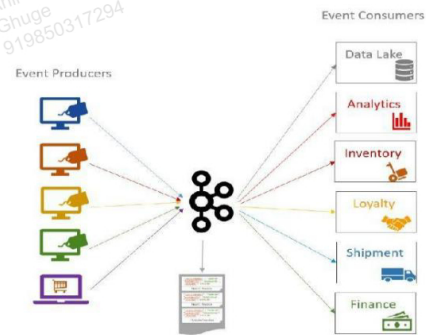 Ghuge
919850317294
Event Consumers
Event Producers
Data Lake
Analytics
Inventory
Loyalty
Shipment
Finance